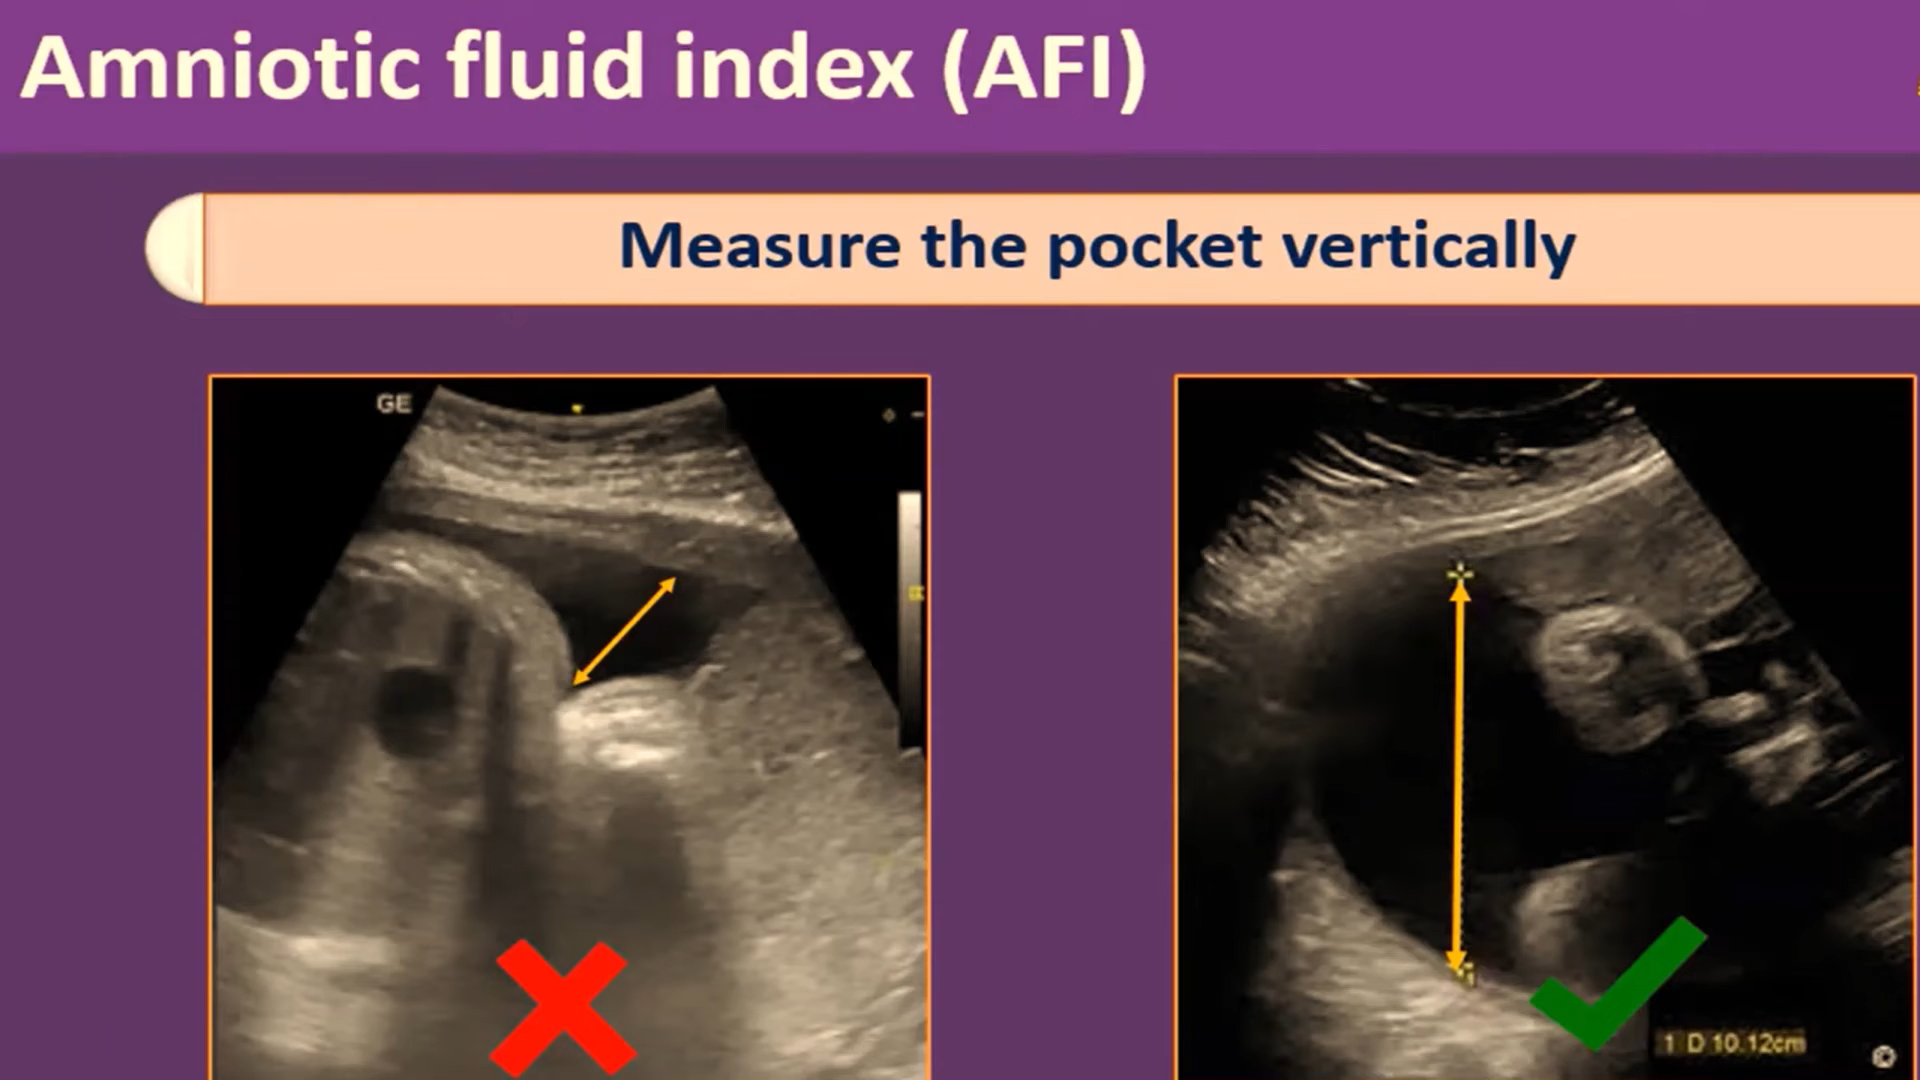 Amniotic fluid index (AFI)
Measure the pocket vertically
GE
1 D 10.12cm